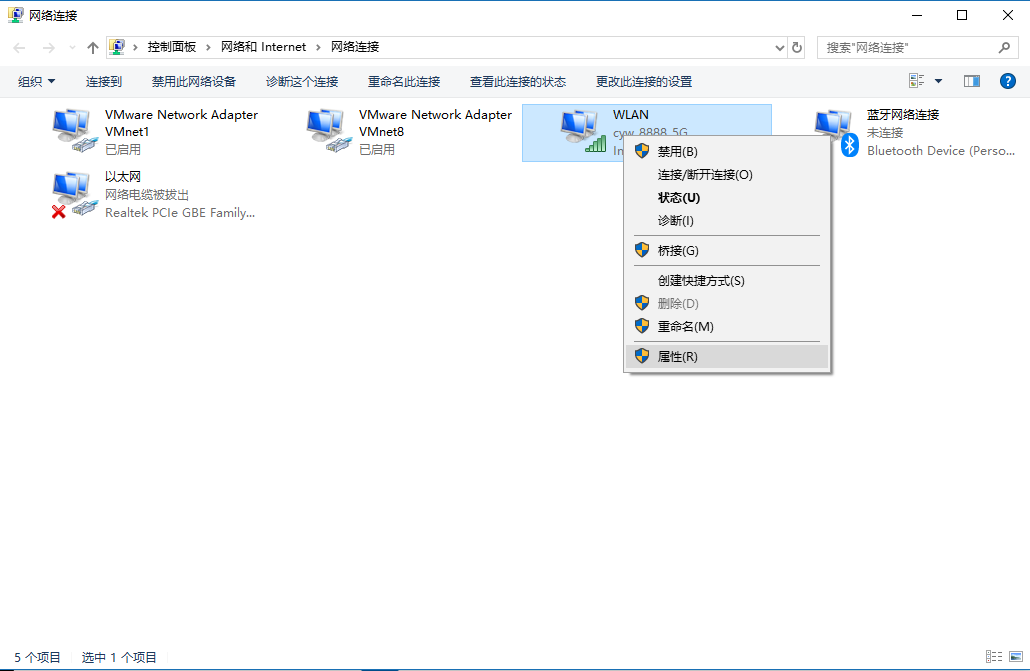 网络连接
控制面板 › 网络和 Internet › 网络连接
搜索"网络连接"
组织 连接到 禁用此网络设备 诊断这个连接 重命名此连接 查看此连接的状态 更改此连接的设置
VMware Network Adapter
VMnet1
已启用
VMware Network Adapter
VMnet8
已启用
WLAN
cyw_8888_5G
In
蓝牙网络连接
未连接
Bluetooth Device (Perso...
以太网
网络电缆被拔出
Realtek PCIe GBE Family...
禁用(B)
连接/断开连接(O)
状态(U)
诊断(I)
桥接(G)
创建快捷方式(S)
删除(D)
重命名(M)
属性(R)
5 个项目 选中 1 个项目